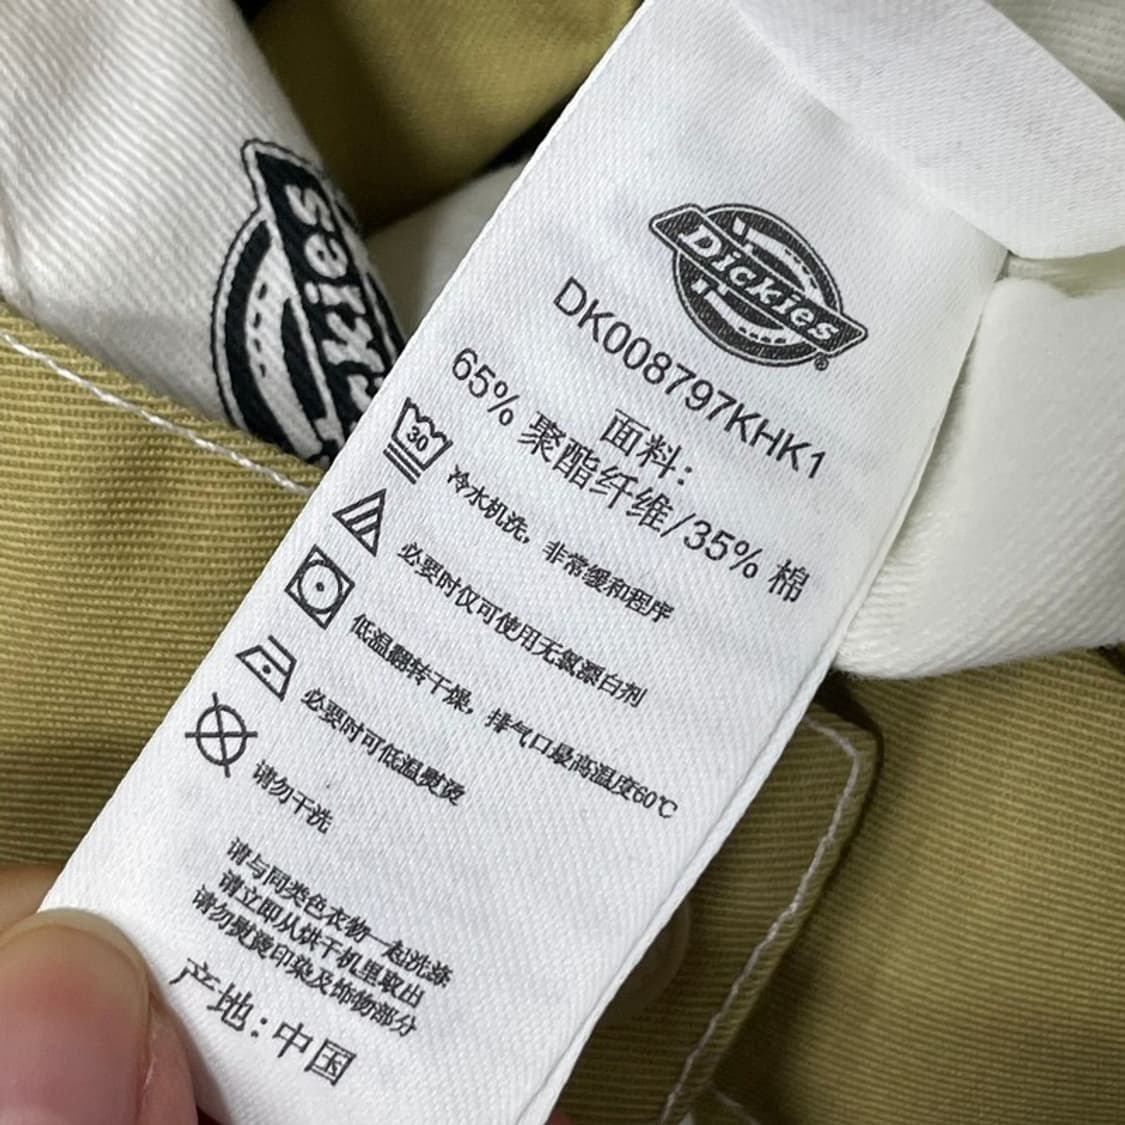 Dickies
Dickies
®
DK008797KHK1
面料:
65% 聚酯纤维/35% 棉
30
冷水机洗，非常缓和程序
必要时仅可使用无氯漂白剂
低温翻转干燥，排气口最高温度60℃
必要时可低温熨烫
请勿干洗
请与同类色衣物一起洗涤
请立即从烘干机里取出
请勿熨烫印染及饰物部分
产地:中国